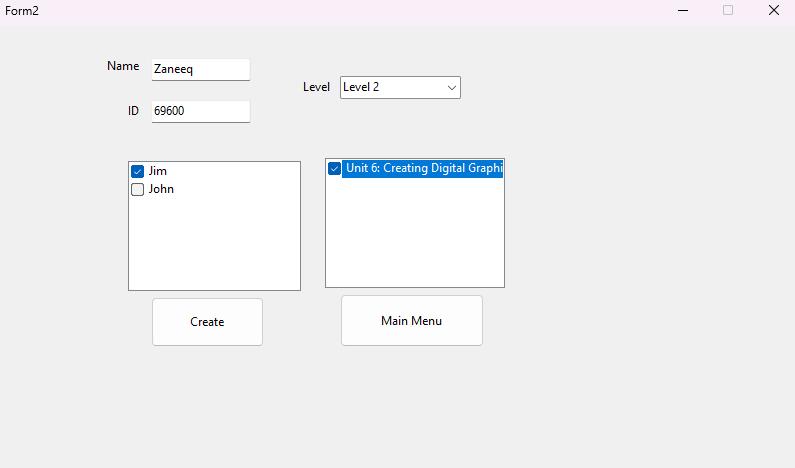 Form2
Name Zaneeq
Level Level 2
ID 69600
Jim
John
Unit 6: Creating Digital Graphi
Create
Main Menu